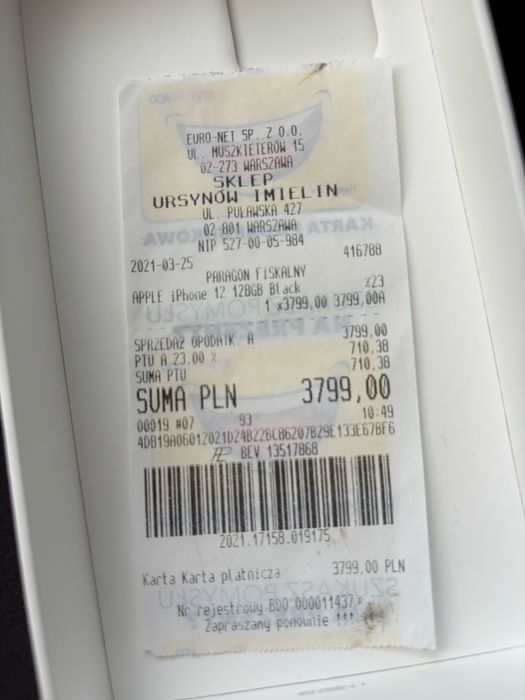 EURO-NET SP. Z O.O.
UL. MUSZKIETERÓW 15
02-273 WARSZAWA
SKLEP
URSYNÓW IMIELIN
UL. PUŁAWSKA 427
02-801 WARSZAWA
NIP 527-00-05-984
2021-03-25 416788
PARAGON FISKALNY
APPLE iPhone 12 128GB Black %23
1 x3799,00 3799,00A
SPRZEDAŻ OPODATK. A 3799,00
PTU A 23.00 % 710,38
SUMA PTU 710,38
SUMA PLN 3799,00
00019 #07 93 10:49
4DB19A06012021D24B22BCB6207B29E133E67BF6
BEV 13517868
2021.17158.019175
Karta Karta płatnicza 3799,00 PLN
Nr rejestrowy BDO 000011437
Zapraszamy ponownie !!!